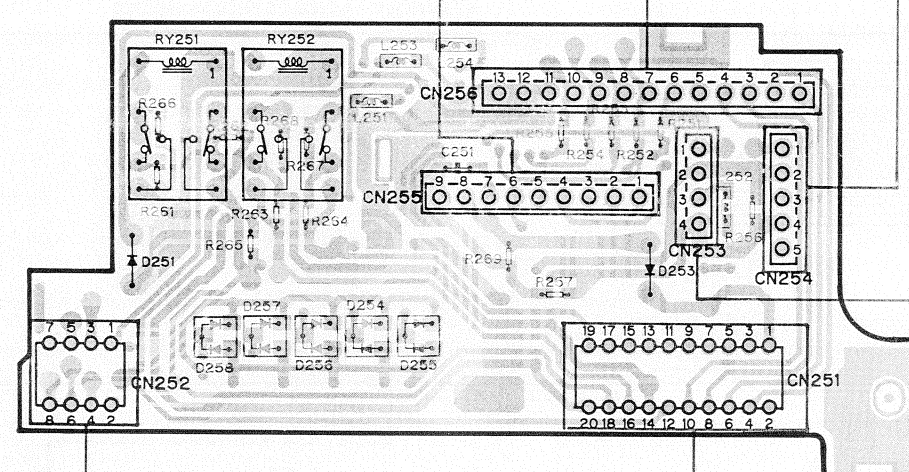 RY251 RY252 L253
1 1
CN256 13 12 11 10 9 8 7 6 5 4 3 2 1
R266 L251
R268
R267
R254 R252
C251
1 1
CN255 9 8 7 6 5 4 3 2 1
2 2
3 3
4 4
5
R261 R263 R264
R265
R256
D251 R269 D253 CN253
R257 CN254
D257 D254
D258 D256 D255
7 5 3 1
CN252
8 6 4 2
19 17 15 13 11 9 7 5 3 1
CN251
20 18 16 14 12 10 8 6 4 2